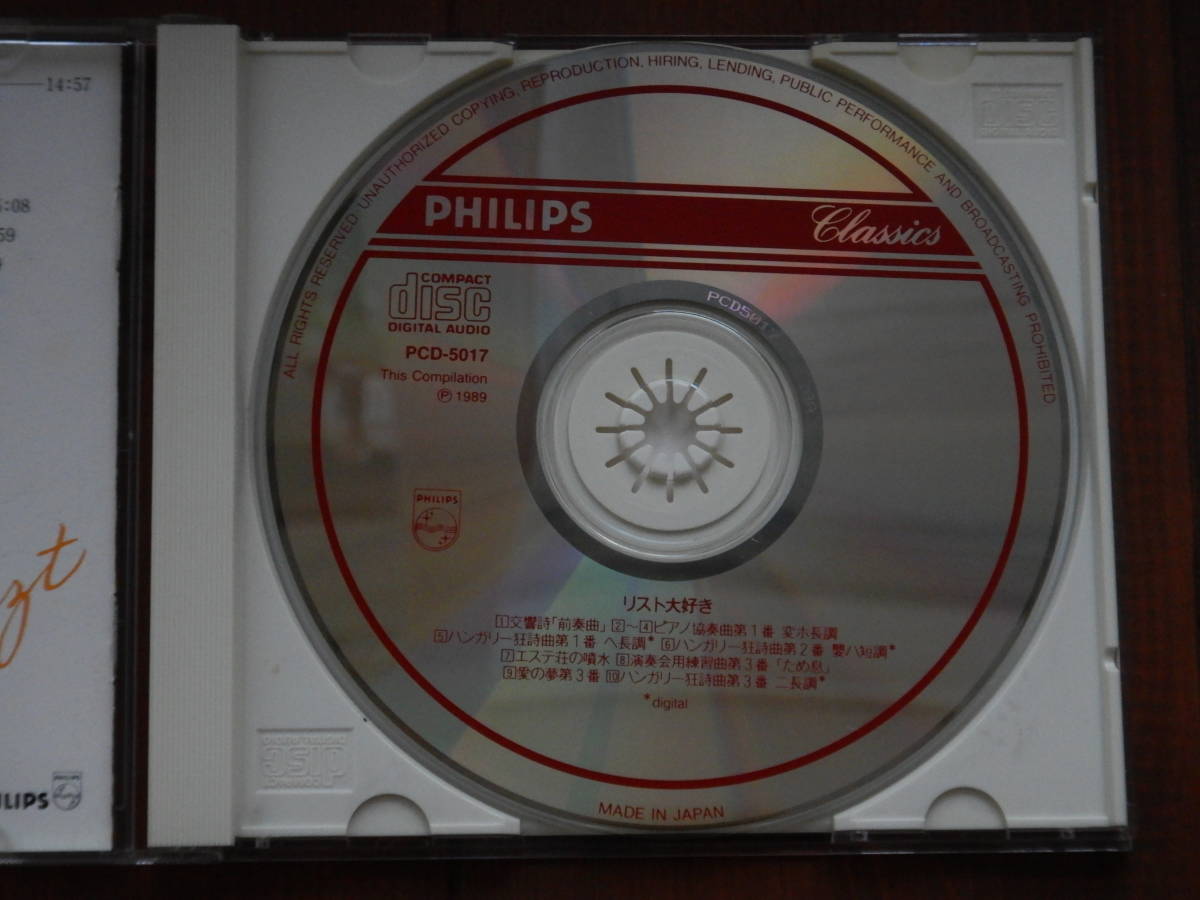 14:57
:08
59
zt
ILIPS
ALL RIGHTS RESERVED UNAUTHORIZED COPYING, REPRODUCTION, HIRING, LENDING, PUBLIC PERFORMANCE AND BROADCASTING PROHIBITED
PHILIPS Classics
COMPACT
disc
DIGITAL AUDIO
PCD-5017
This Compilation
Ⓟ 1989
PCD5017
PHILIPS
リスト大好き
1交響詩「前奏曲」 2〜4ピアノ協奏曲第1番 変ホ長調
5ハンガリー狂詩曲第1番 ヘ長調* 6ハンガリー狂詩曲第2番 嬰ハ短調*
7エステ荘の噴水 8演奏会用練習曲第3番「ため息」
9愛の夢第3番 10ハンガリー狂詩曲第3番 ニ長調*
*digital
MADE IN JAPAN